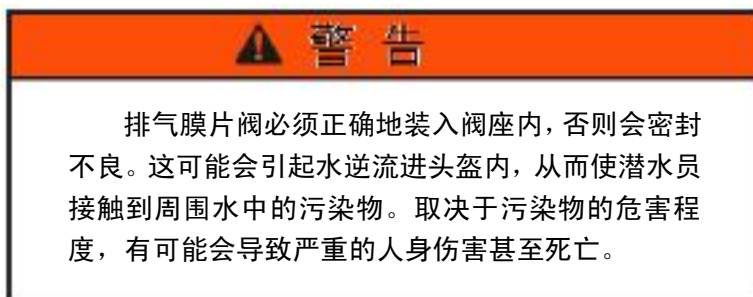 警告
排气膜片阀必须正确地装入阀座内，否则会密封
不良。这可能会引起水逆流进头盔内，从而使潜水员
接触到周围水中的污染物。取决于污染物的危害程
度，有可能会导致严重的人身伤害甚至死亡。